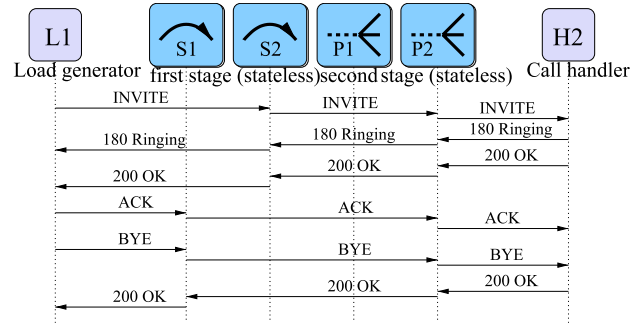 L1 S1 S2 P1 P2 H2
Load generator first stage (stateless) second stage (stateless) Call handler
INVITE
INVITE
INVITE
180 Ringing
180 Ringing
180 Ringing
200 OK
200 OK
200 OK
ACK
ACK
ACK
BYE
BYE
BYE
200 OK
200 OK
200 OK